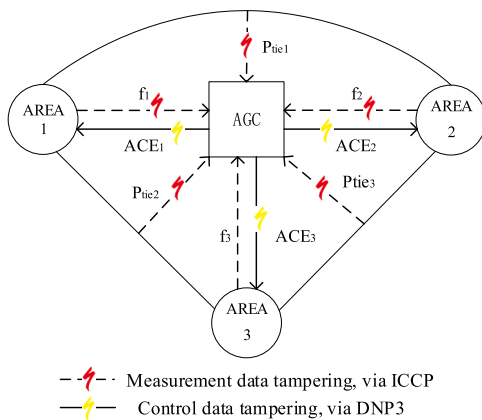 Ptie1
f1
f2
AREA
1
AGC
AREA
2
ACE1
ACE2
Ptie2
Ptie3
f3
ACE3
AREA
3
Measurement data tampering, via ICCP
Control data tampering, via DNP3